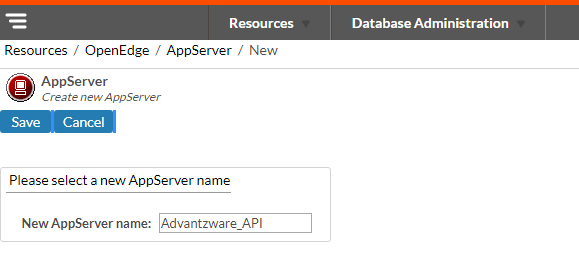 Resources Database Administration
Resources / OpenEdge / AppServer / New
AppServer
Create new AppServer
Save Cancel
Please select a new AppServer name
New AppServer name: Advantzware_API